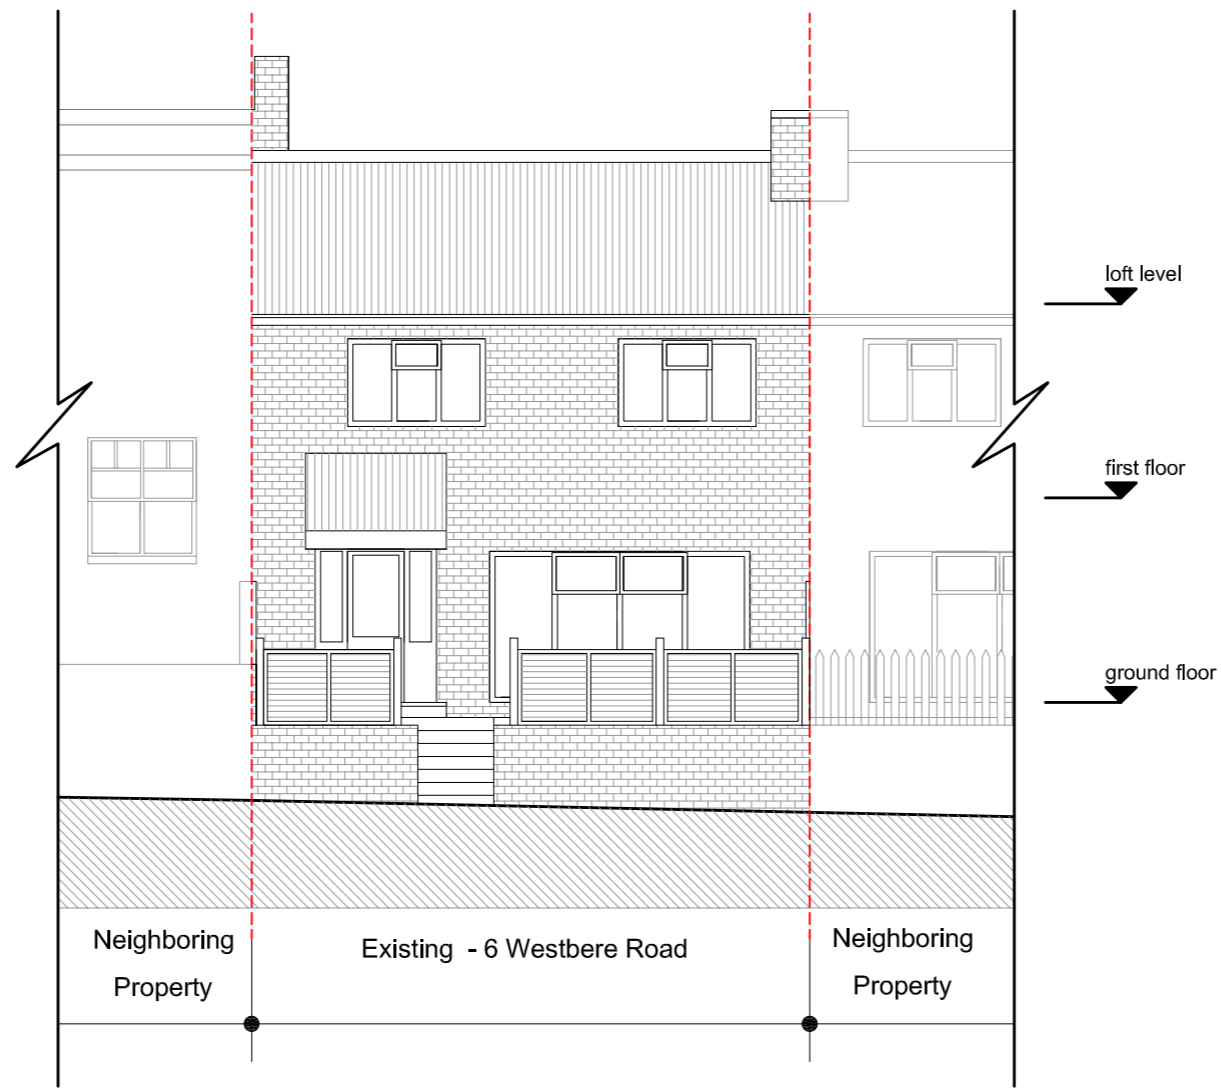 loft level
first floor
ground floor
Neighboring
Property
Existing - 6 Westbere Road
Neighboring
Property